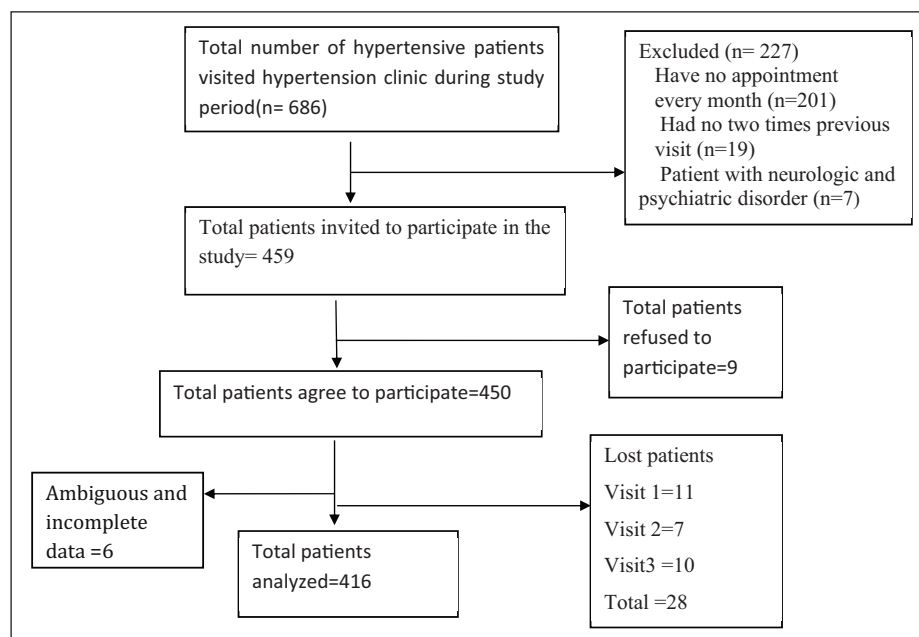 Total number of hypertensive patients
visited hypertension clinic during study
period(n= 686)
Excluded (n= 227)
Have no appointment
every month (n=201)
Had no two times previous
visit (n=19)
Patient with neurologic and
psychiatric disorder (n=7)
Total patients invited to participate in the
study= 459
Total patients
refused to
participate=9
Total patients agree to participate=450
Ambiguous and
incomplete
data =6
Lost patients
Visit 1=11
Visit 2=7
Visit3 =10
Total =28
Total patients
analyzed=416